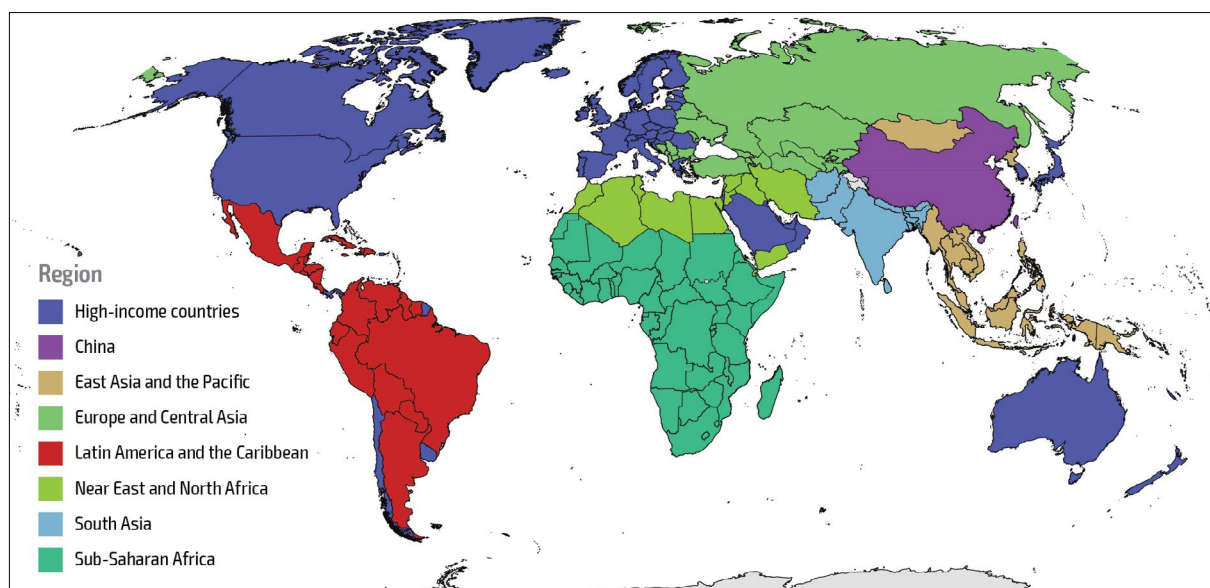 Region
High-income countries
China
East Asia and the Pacific
Europe and Central Asia
Latin America and the Caribbean
Near East and North Africa
South Asia
Sub-Saharan Africa